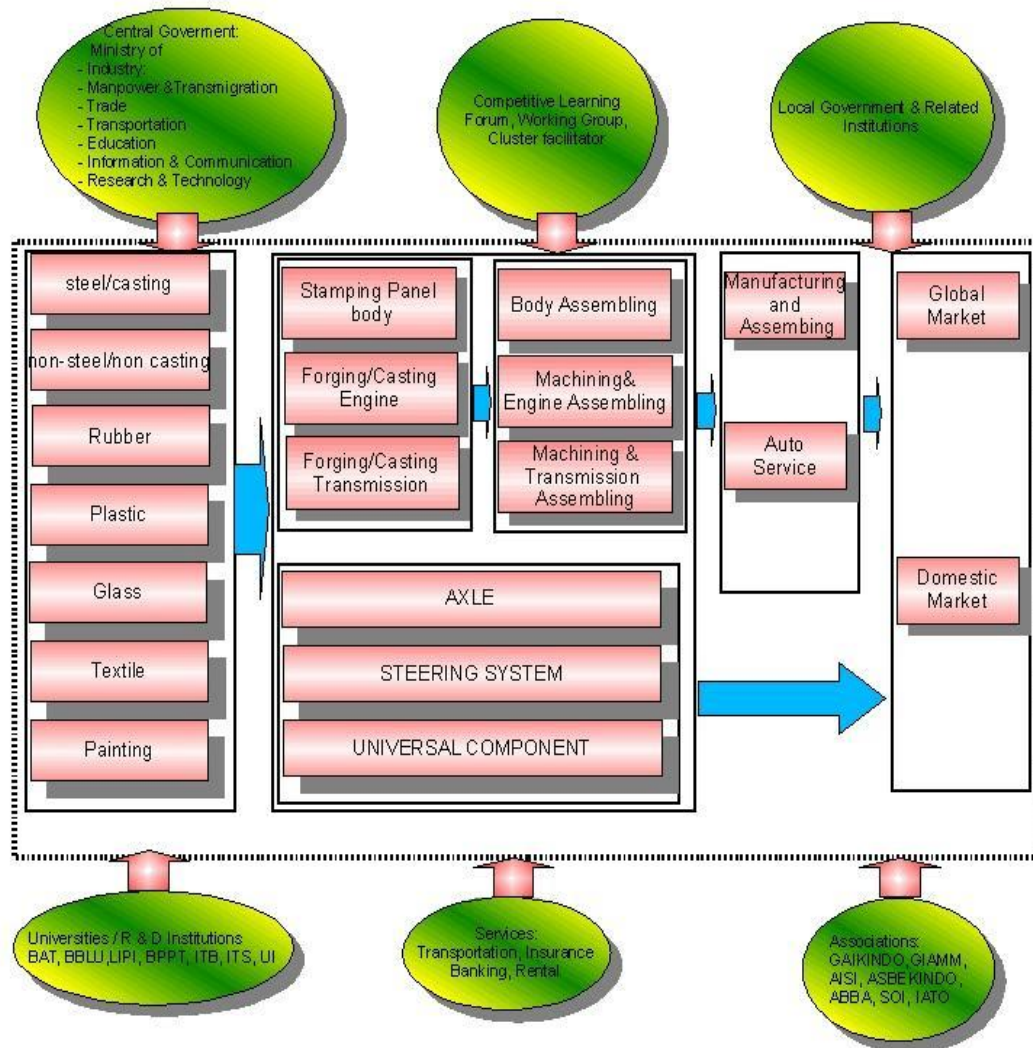 Central Goverment:
Ministry of
- Industry:
- Manpower &Transmigration
- Trade
- Transportation
- Education
- Information & Communication
- Research & Technology
Competitive Learning
Forum, Working Group,
Cluster facilitator
Local Government & Related
Institutions
steel/casting
non-steel/non casting
Rubber
Plastic
Glass
Textile
Painting
Stamping Panel
body
Forging/Casting
Engine
Forging/Casting
Transmission
Body Assembling
Machining&
Engine Assembling
Machining &
Transmission
Assembling
AXLE
STEERING SYSTEM
UNIVERSAL COMPONENT
Manufacturing
and
Assembing
Auto
Service
Global
Market
Domestic
Market
Universities / R & D Institutions
BAT, BBLU,LIPI, BPPT, ITB, ITS, UI
Services:
Transportation, Insurance
Banking, Rental
Associations:
GAIKINDO,GIAMM,
AISI, ASBEKINDO,
ABBA, SOI, IATO